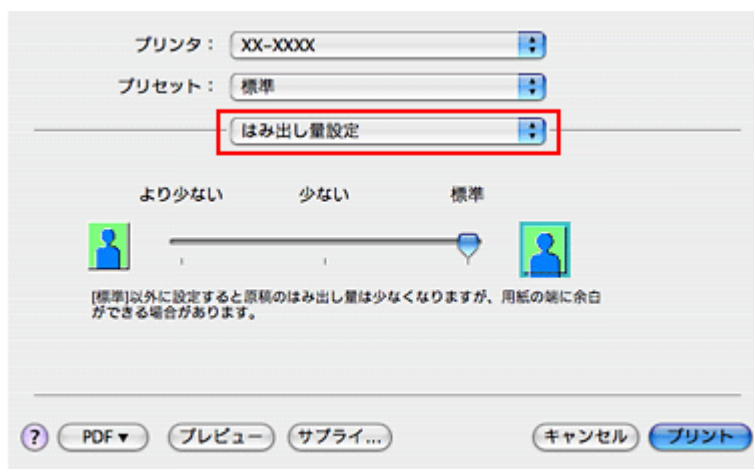 プリンタ： XX-XXXX
プリセット： 標準
はみ出し量設定
より少ない 少ない 標準
[標準]以外に設定すると原稿のはみ出し量は少なくなりますが、用紙の端に余白
ができる場合があります。
? PDF▼ プレビュー サプライ... キャンセル プリント